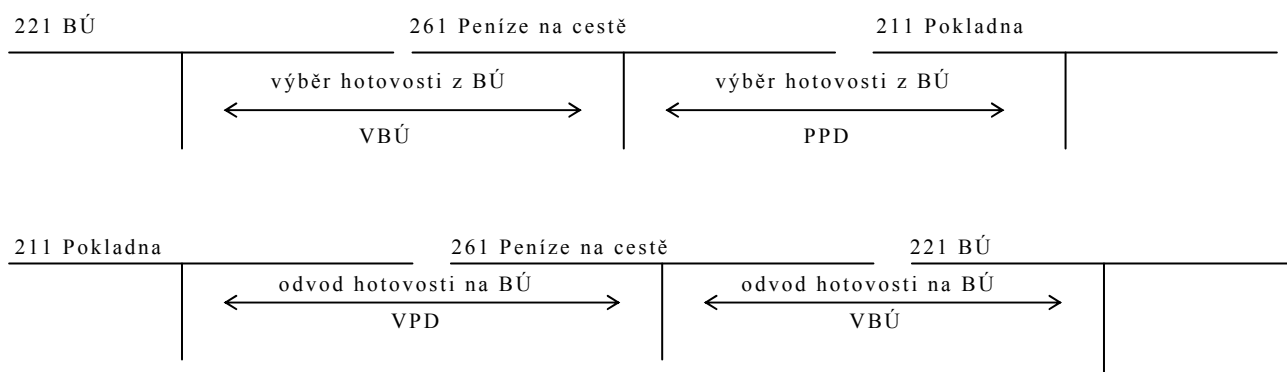 221 BÚ 261 Peníze na cestě 211 Pokladna
výběr hotovosti z BÚ výběr hotovosti z BÚ
VBÚ PPD
211 Pokladna 261 Peníze na cestě 221 BÚ
odvod hotovosti na BÚ odvod hotovosti na BÚ
VPD VBÚ